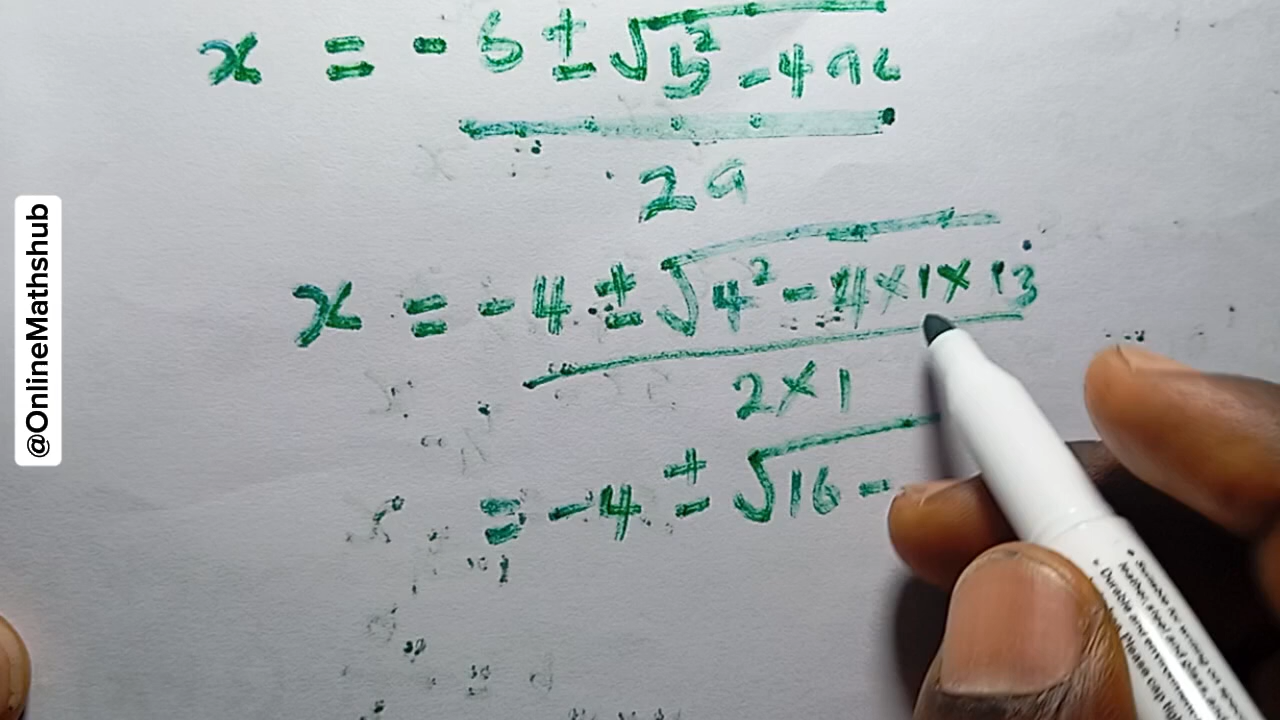 x = - b ± √b² - 4ac
2a
x = - 4 ± √4² - 4 × 1 × 13
2 × 1
= - 4 ± √16 -
@OnlineMathshub